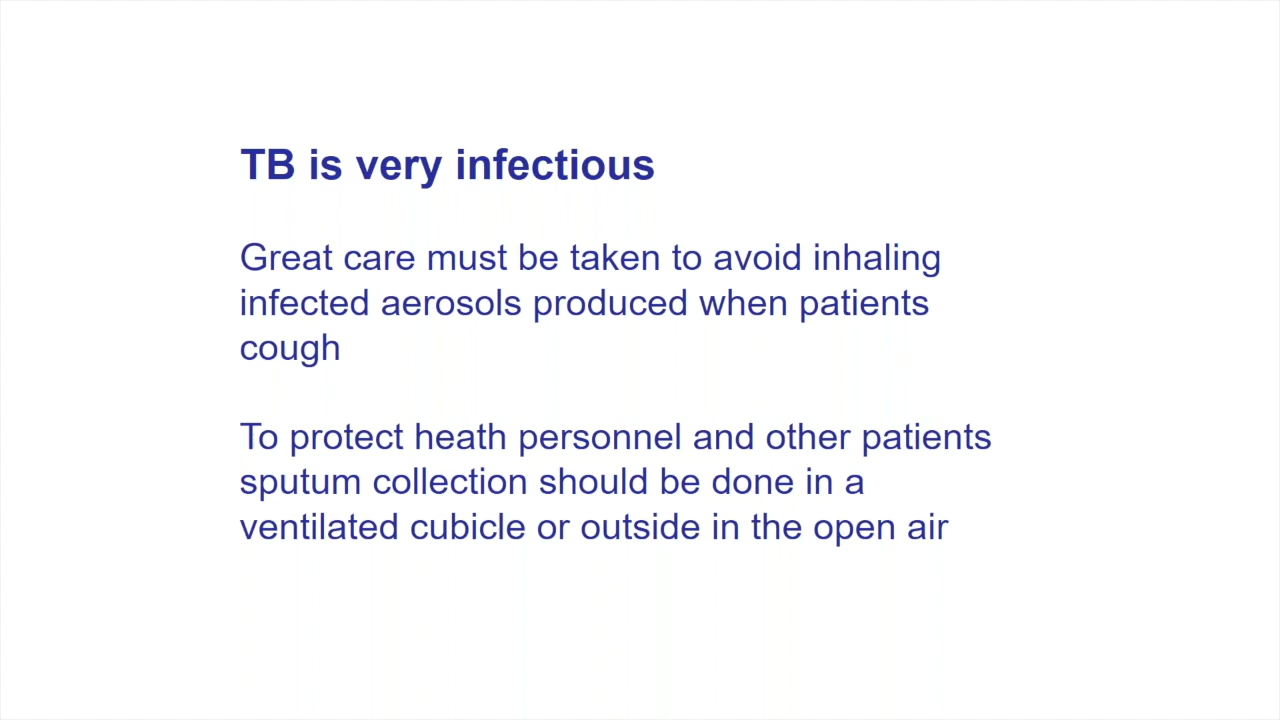 TB is very infectious
Great care must be taken to avoid inhaling
infected aerosols produced when patients
cough
To protect heath personnel and other patients
sputum collection should be done in a
ventilated cubicle or outside in the open air